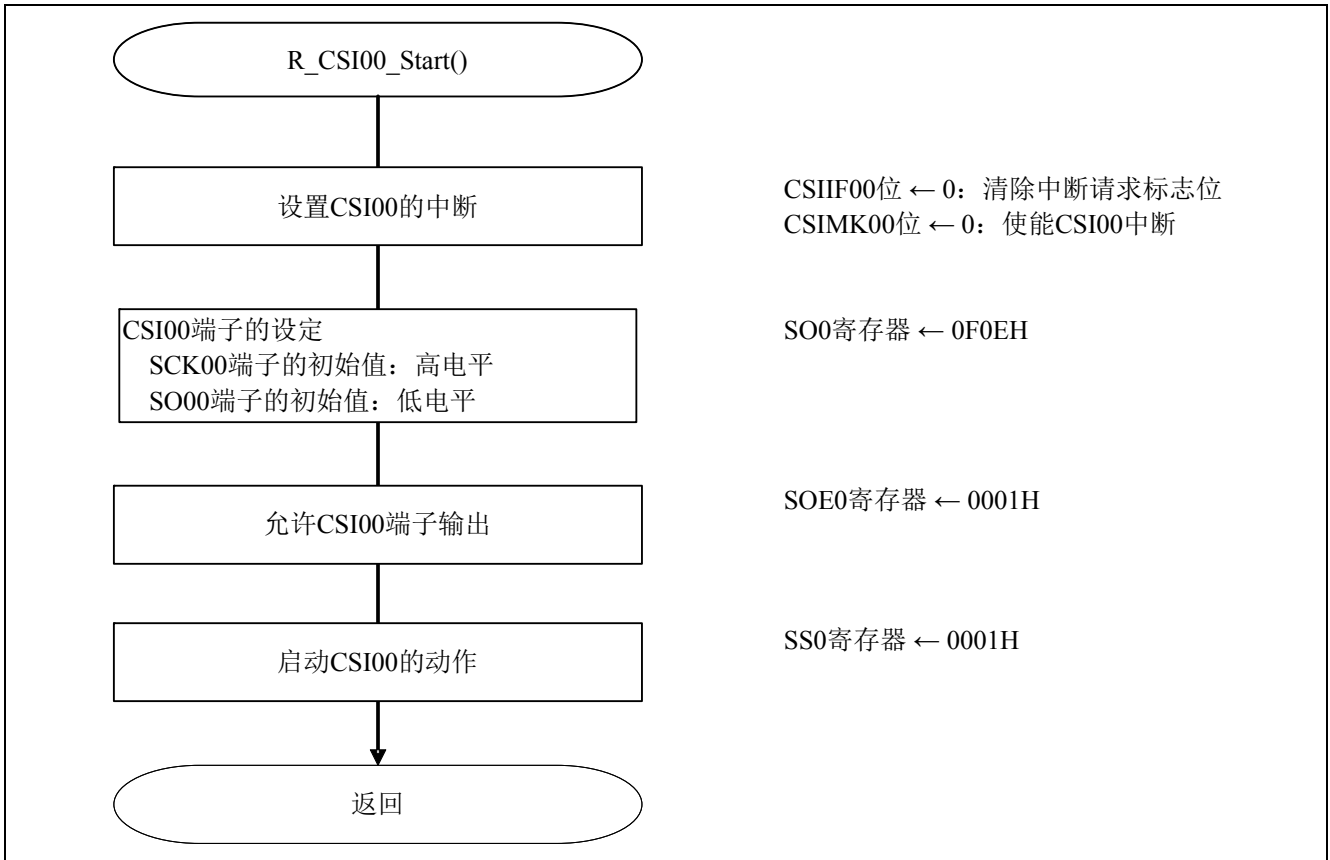 R_CSI00_Start()
设置CSI00的中断
CSIIF00位 ← 0：清除中断请求标志位
CSIMK00位 ← 0：使能CSI00中断
CSI00端子的设定
SCK00端子的初始值：高电平
SO00端子的初始值：低电平
SO0寄存器 ← 0F0EH
允许CSI00端子输出
SOE0寄存器 ← 0001H
启动CSI00的动作
SS0寄存器 ← 0001H
返回